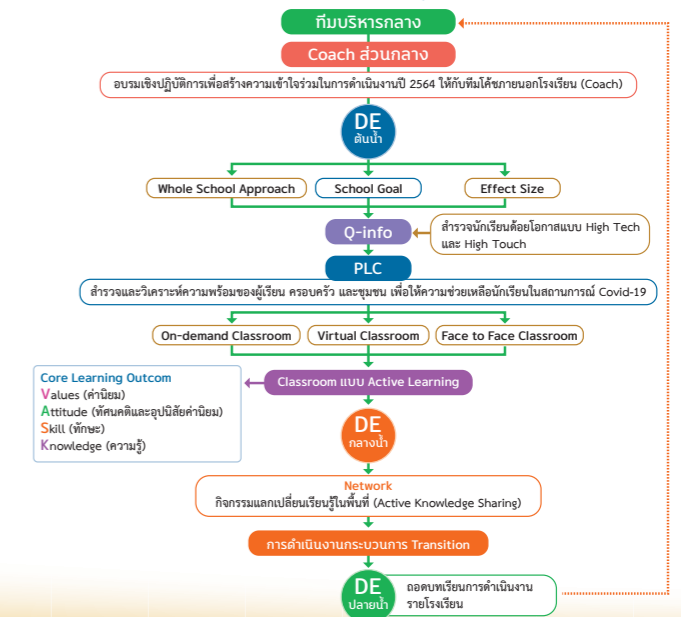 ทีมบริหารกลาง
Coach ส่วนกลาง
อบรมเชิงปฏิบัติการเพื่อสร้างความเข้าใจร่วมในการดำเนินงานปี 2564 ให้กับทีมโค้ชภายนอกโรงเรียน (Coach)
DE
ต้นน้ำ
Whole School Approach
School Goal
Effect Size
Q-info
สำรวจนักเรียนด้อยโอกาสแบบ High Tech
และ High Touch
PLC
สำรวจและวิเคราะห์ความพร้อมของผู้เรียน ครอบครัว และชุมชน เพื่อให้ความช่วยเหลือนักเรียนในสถานการณ์ Covid-19
On-demand Classroom
Virtual Classroom
Face to Face Classroom
Classroom แบบ Active Learning
Core Learning Outcom
Values (ค่านิยม)
Attitude (ทัศนคติและอุปนิสัยค่านิยม)
Skill (ทักษะ)
Knowledge (ความรู้)
DE
กลางน้ำ
Network
กิจกรรมแลกเปลี่ยนเรียนรู้ในพื้นที่ (Active Knowledge Sharing)
การดำเนินงานกระบวนการ Transition
DE
ปลายน้ำ
ถอดบทเรียนการดำเนินงาน
รายโรงเรียน